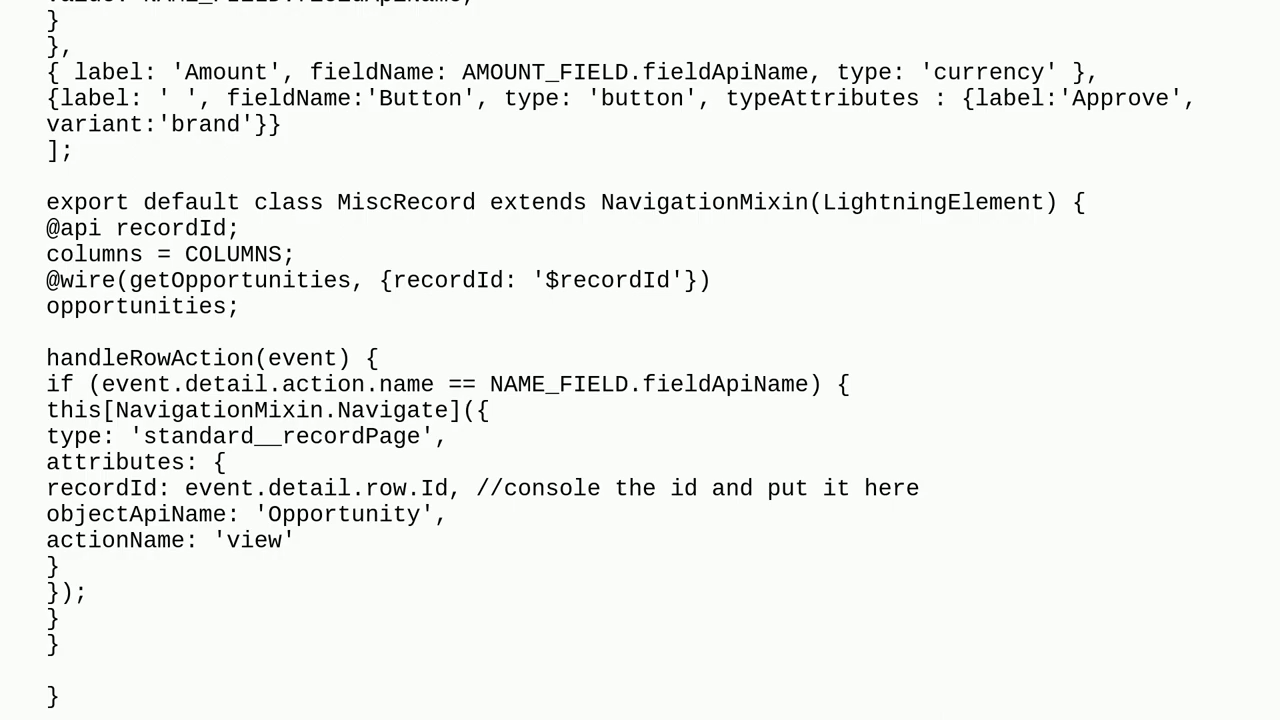 value: NAME_FIELD.fieldApiName,
}
},
{ label: 'Amount', fieldName: AMOUNT_FIELD.fieldApiName, type: 'currency' },
{label: ' ', fieldName:'Button', type: 'button', typeAttributes : {label:'Approve',
variant:'brand'}}
];
export default class MiscRecord extends NavigationMixin(LightningElement) {
@api recordId;
columns = COLUMNS;
@wire(getOpportunities, {recordId: '$recordId'})
opportunities;
handleRowAction(event) {
if (event.detail.action.name == NAME_FIELD.fieldApiName) {
this[NavigationMixin.Navigate]({
type: 'standard__recordPage',
attributes: {
recordId: event.detail.row.Id, //console the id and put it here
objectApiName: 'Opportunity',
actionName: 'view'
}
});
}
}
}